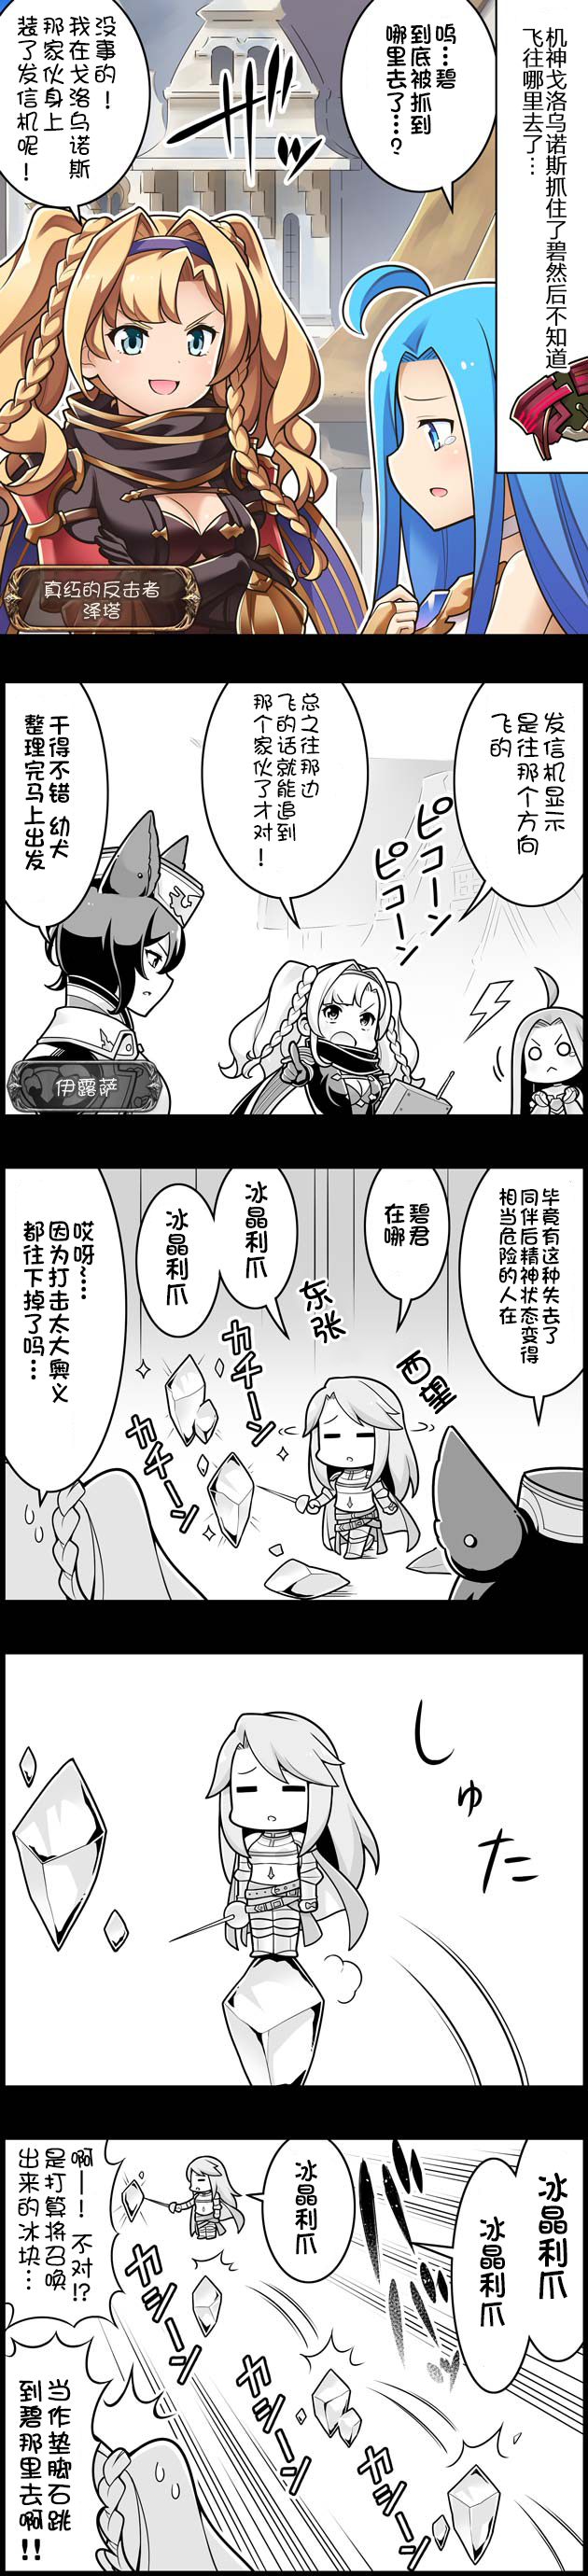 机神戈洛乌诺斯抓住了碧然后不知道
飞往哪里去了…
呜…碧
到底被抓到
哪里去了…?
ガッ
没事的！
我在戈洛乌诺斯
那家伙身上
装了发信机呢！
真红的反击者
泽塔
发信机显示
是往那个方向
飞的
ピコーン
ピコーン
总之往那边
飞的话就能追到
那个家伙了才对！
干得不错 幼犬
整理完马上出发
伊露萨
毕竟有这种失去了
同伴后精神状态变得
相当危险的人在
碧君
在哪
西望
东张
冰晶利爪
冰晶利爪
カチーン
カチーン
哎呀~…
因为打击太大奥义
都往下掉了吗…
しゅた
冰晶利爪
冰晶利爪
冰晶利爪
カシーン
カシーン
カシーン
啊——！不对!?
是打算将召唤
出来的冰块…
当作垫脚石跳
到碧那里去啊!!